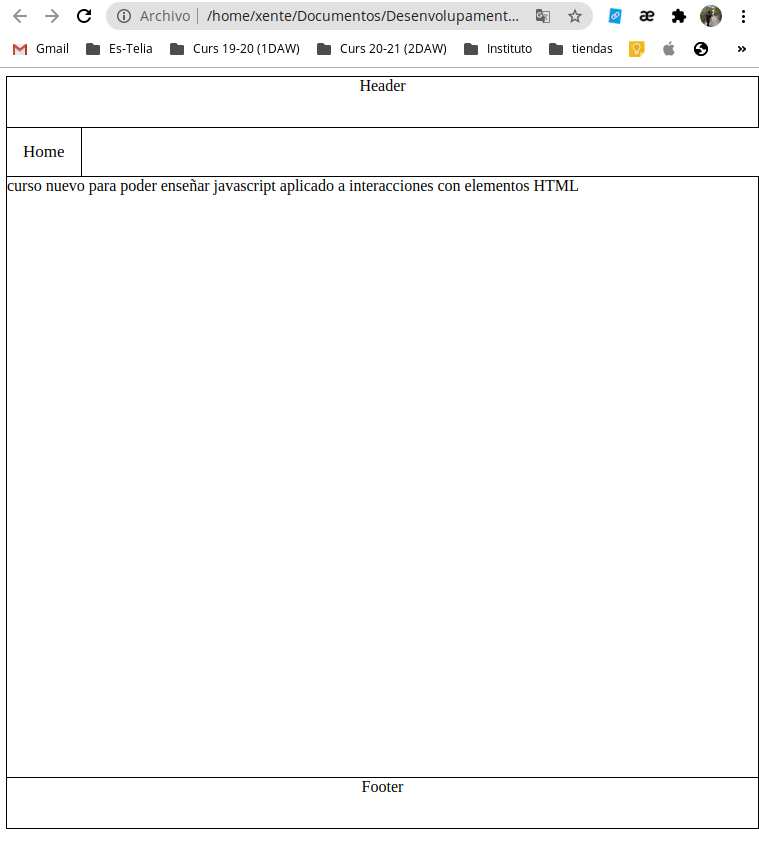 Archivo | /home/xente/Documentos/Desenvolupament...
Gmail Es-Telia Curs 19-20 (1DAW) Curs 20-21 (2DAW) Instituto tiendas »
Header
Home
curso nuevo para poder enseñar javascript aplicado a interacciones con elementos HTML
Footer